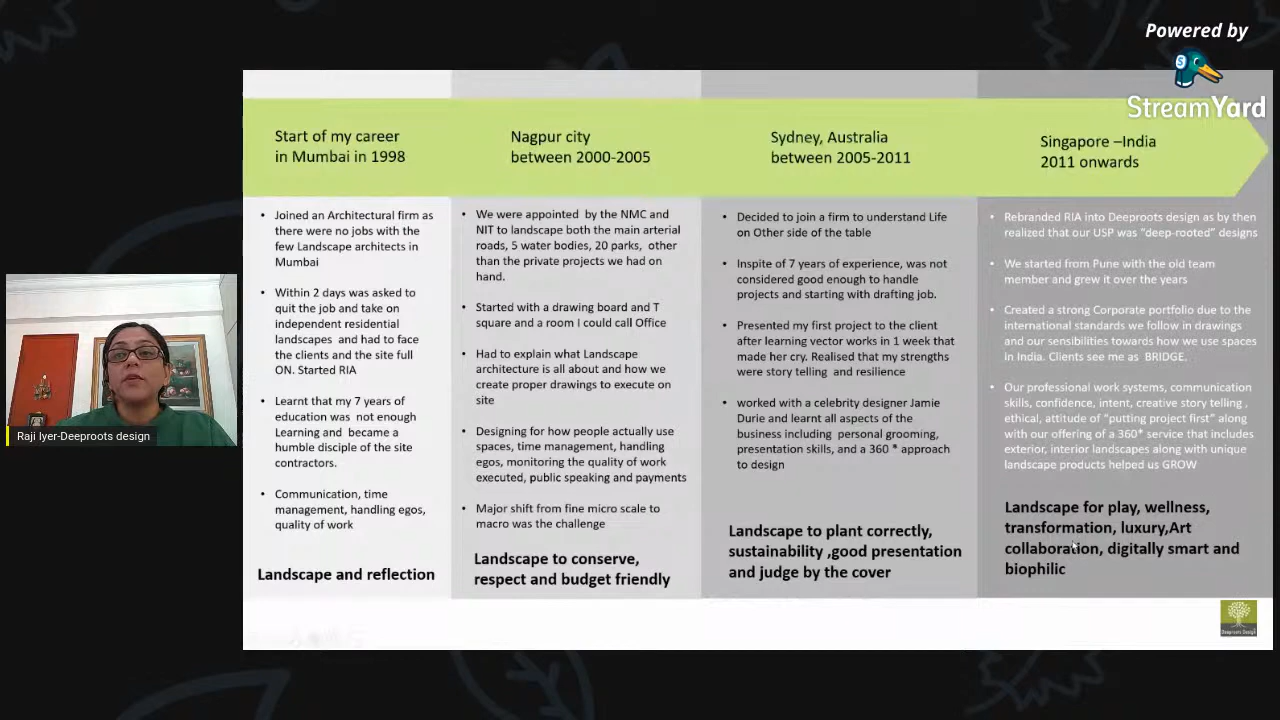 Powered by
StreamYard
Start of my career
in Mumbai in 1998
Nagpur city
between 2000-2005
Sydney, Australia
between 2005-2011
Singapore –India
2011 onwards
• Joined an Architectural firm as
there were no jobs with the
few Landscape architects in
Mumbai
• Within 2 days was asked to
quit the job and take on
independent residential
landscapes and had to face
the clients and the site full
ON. Started RIA
• Learnt that my 7 years of
education was not enough
Learning and became a
humble disciple of the site
contractors.
• Communication, time
management, handling egos,
quality of work
Landscape and reflection
• We were appointed by the NMC and
NIT to landscape both the main arterial
roads, 5 water bodies, 20 parks, other
than the private projects we had on
hand.
• Started with a drawing board and T
square and a room I could call Office
• Had to explain what Landscape
architecture is all about and how we
create proper drawings to execute on
site
• Designing for how people actually use
spaces, time management, handling
egos, monitoring the quality of work
executed, public speaking and payments
• Major shift from fine micro scale to
macro was the challenge
Landscape to conserve,
respect and budget friendly
• Decided to join a firm to understand Life
on Other side of the table
• Inspite of 7 years of experience, was not
considered good enough to handle
projects and starting with drafting job.
• Presented my first project to the client
after learning vector works in 1 week that
made her cry. Realised that my strengths
were story telling and resilience
• worked with a celebrity designer Jamie
Durie and learnt all aspects of the
business including personal grooming,
presentation skills, and a 360 * approach
to design
Landscape to plant correctly,
sustainability ,good presentation
and judge by the cover
• Rebranded RIA into Deeproots design as by then
realized that our USP was "deep-rooted" designs
• We started from Pune with the old team
member and grew it over the years
• Created a strong Corporate portfolio due to the
international standards we follow in drawings
and our sensibilities towards how we use spaces
in India. Clients see me as BRIDGE.
• Our professional work systems, communication
skills, confidence, intent, creative story telling ,
ethical, attitude of "putting project first" along
with our offering of a 360* service that includes
exterior, interior landscapes along with unique
landscape products helped us GROW
Landscape for play, wellness,
transformation, luxury,Art
collaboration, digitally smart and
biophilic
Raji Iyer-Deeproots design
Deeproots Design